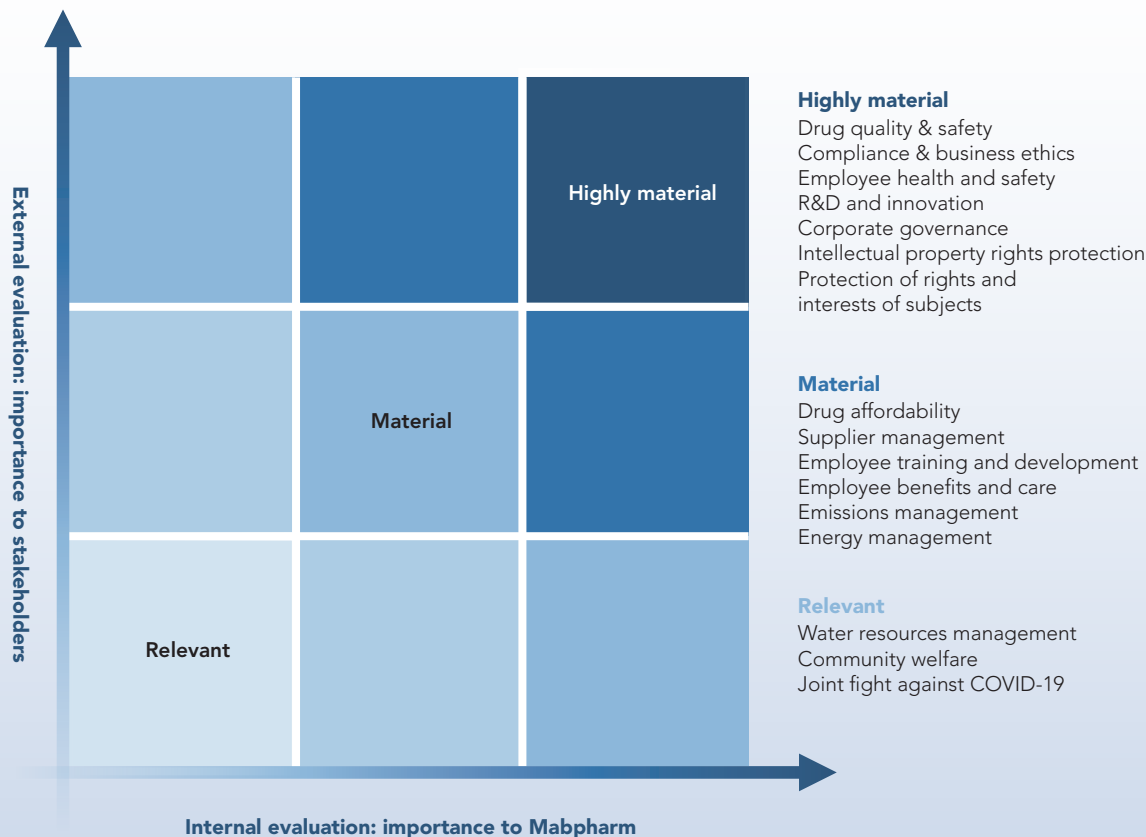 External evaluation: importance to stakeholders
Highly material
Material
Relevant
Internal evaluation: importance to Mabpharm
Highly material
Drug quality & safety
Compliance & business ethics
Employee health and safety
R&D and innovation
Corporate governance
Intellectual property rights protection
Protection of rights and
interests of subjects
Material
Drug affordability
Supplier management
Employee training and development
Employee benefits and care
Emissions management
Energy management
Relevant
Water resources management
Community welfare
Joint fight against COVID-19